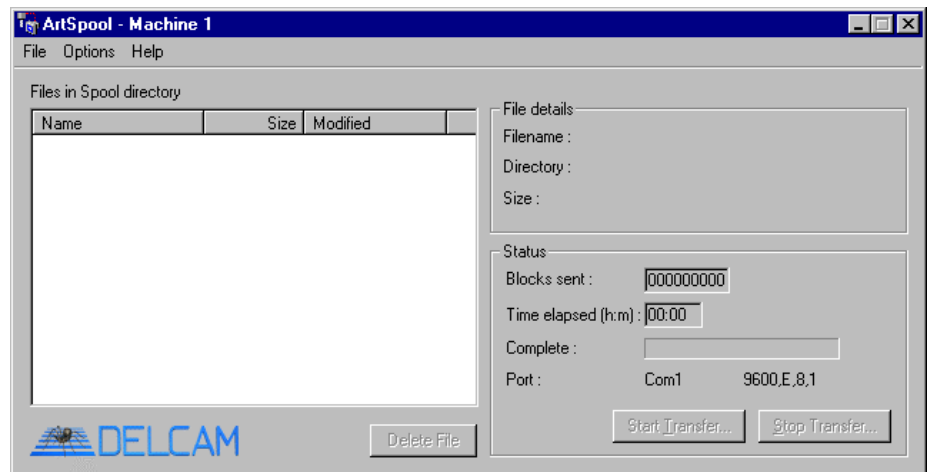 ArtSpool - Machine 1
File Options Help
Files in Spool directory
Name Size Modified
DELCAM
Delete File
File details
Filename :
Directory :
Size :
Status
Blocks sent : 000000000
Time elapsed (h:m) : 00:00
Complete :
Port : Com1 9600,E,8,1
Start Transfer... Stop Transfer...